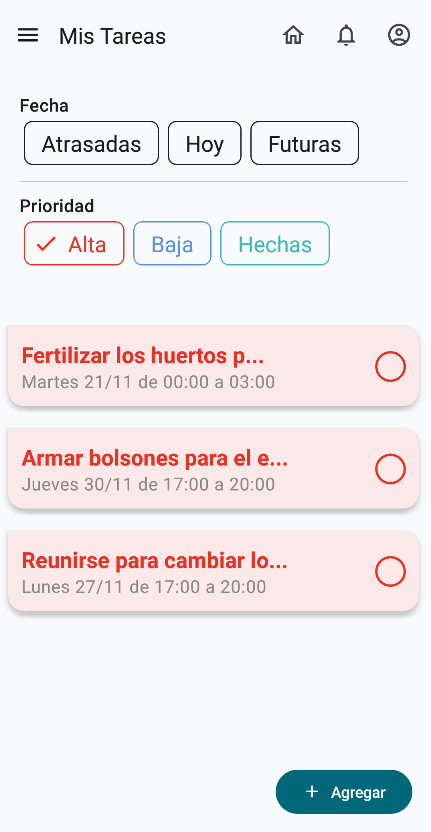 Mis Tareas
Fecha
Atrasadas Hoy Futuras
Prioridad
Alta Baja Hechas
Fertilizar los huertos p...
Martes 21/11 de 00:00 a 03:00
Armar bolsones para el e...
Jueves 30/11 de 17:00 a 20:00
Reunirse para cambiar lo...
Lunes 27/11 de 17:00 a 20:00
+ Agregar